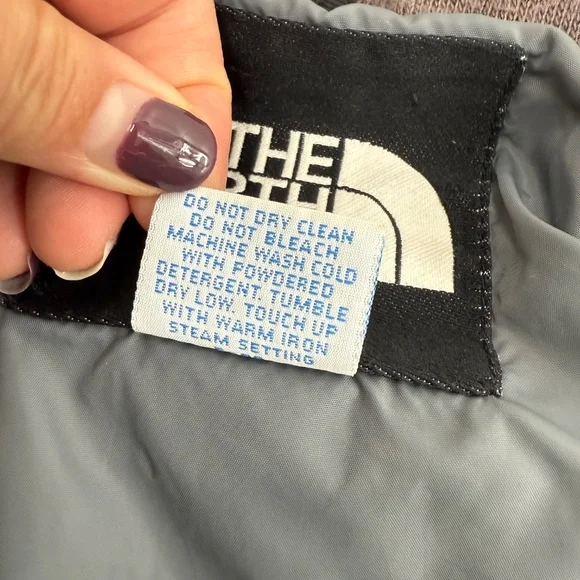 THE
DO NOT DRY CLEAN
DO NOT BLEACH
MACHINE WASH COLD
WITH POWDERED
DETERGENT. TUMBLE
DRY LOW. TOUCH UP
WITH WARM IRON
STEAM SETTING